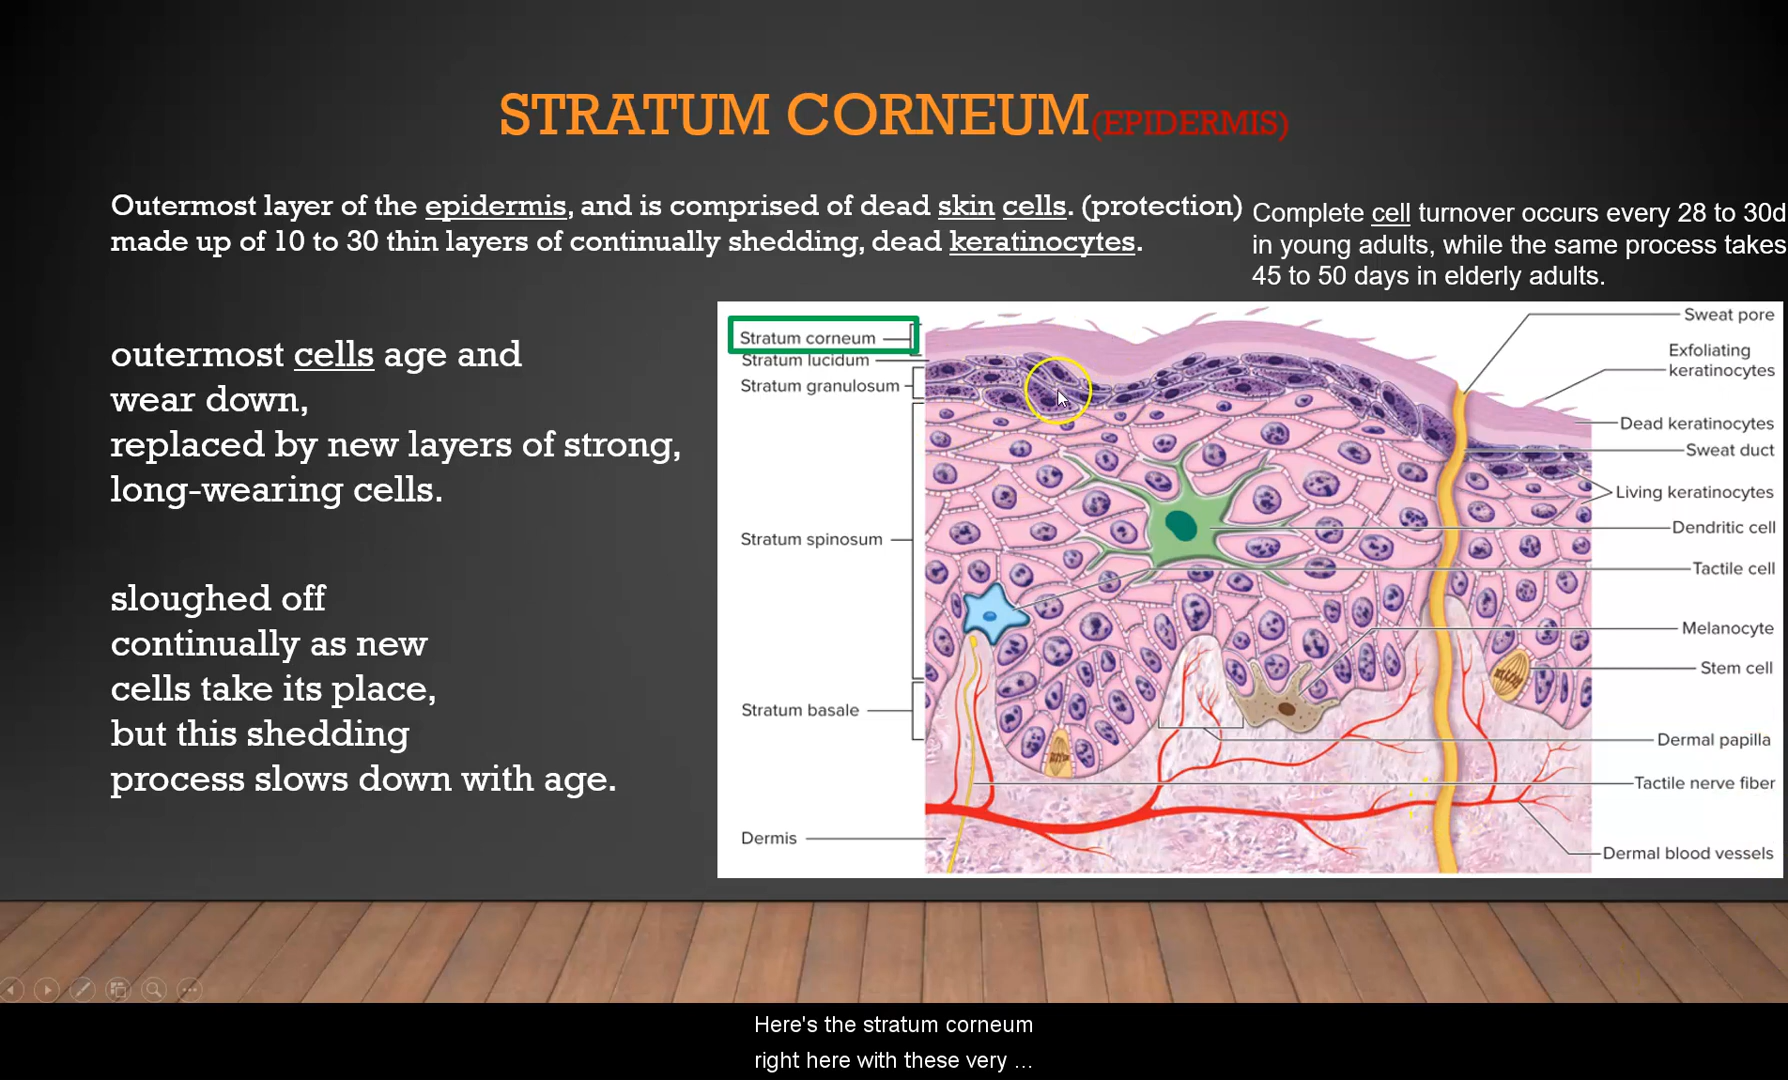 STRATUM CORNEUM(EPIDERMIS)
Outermost layer of the epidermis, and is comprised of dead skin cells. (protection)
made up of 10 to 30 thin layers of continually shedding, dead keratinocytes.
Complete cell turnover occurs every 28 to 30d
in young adults, while the same process takes
45 to 50 days in elderly adults.
outermost cells age and
wear down,
replaced by new layers of strong,
long-wearing cells.
sloughed off
continually as new
cells take its place,
but this shedding
process slows down with age.
Stratum corneum
Stratum lucidum
Stratum granulosum
Stratum spinosum
Stratum basale
Dermis
Sweat pore
Exfoliating
keratinocytes
Dead keratinocytes
Sweat duct
Living keratinocytes
Dendritic cell
Tactile cell
Melanocyte
Stem cell
Dermal papilla
Tactile nerve fiber
Dermal blood vessels
Here's the stratum corneum
right here with these very ...